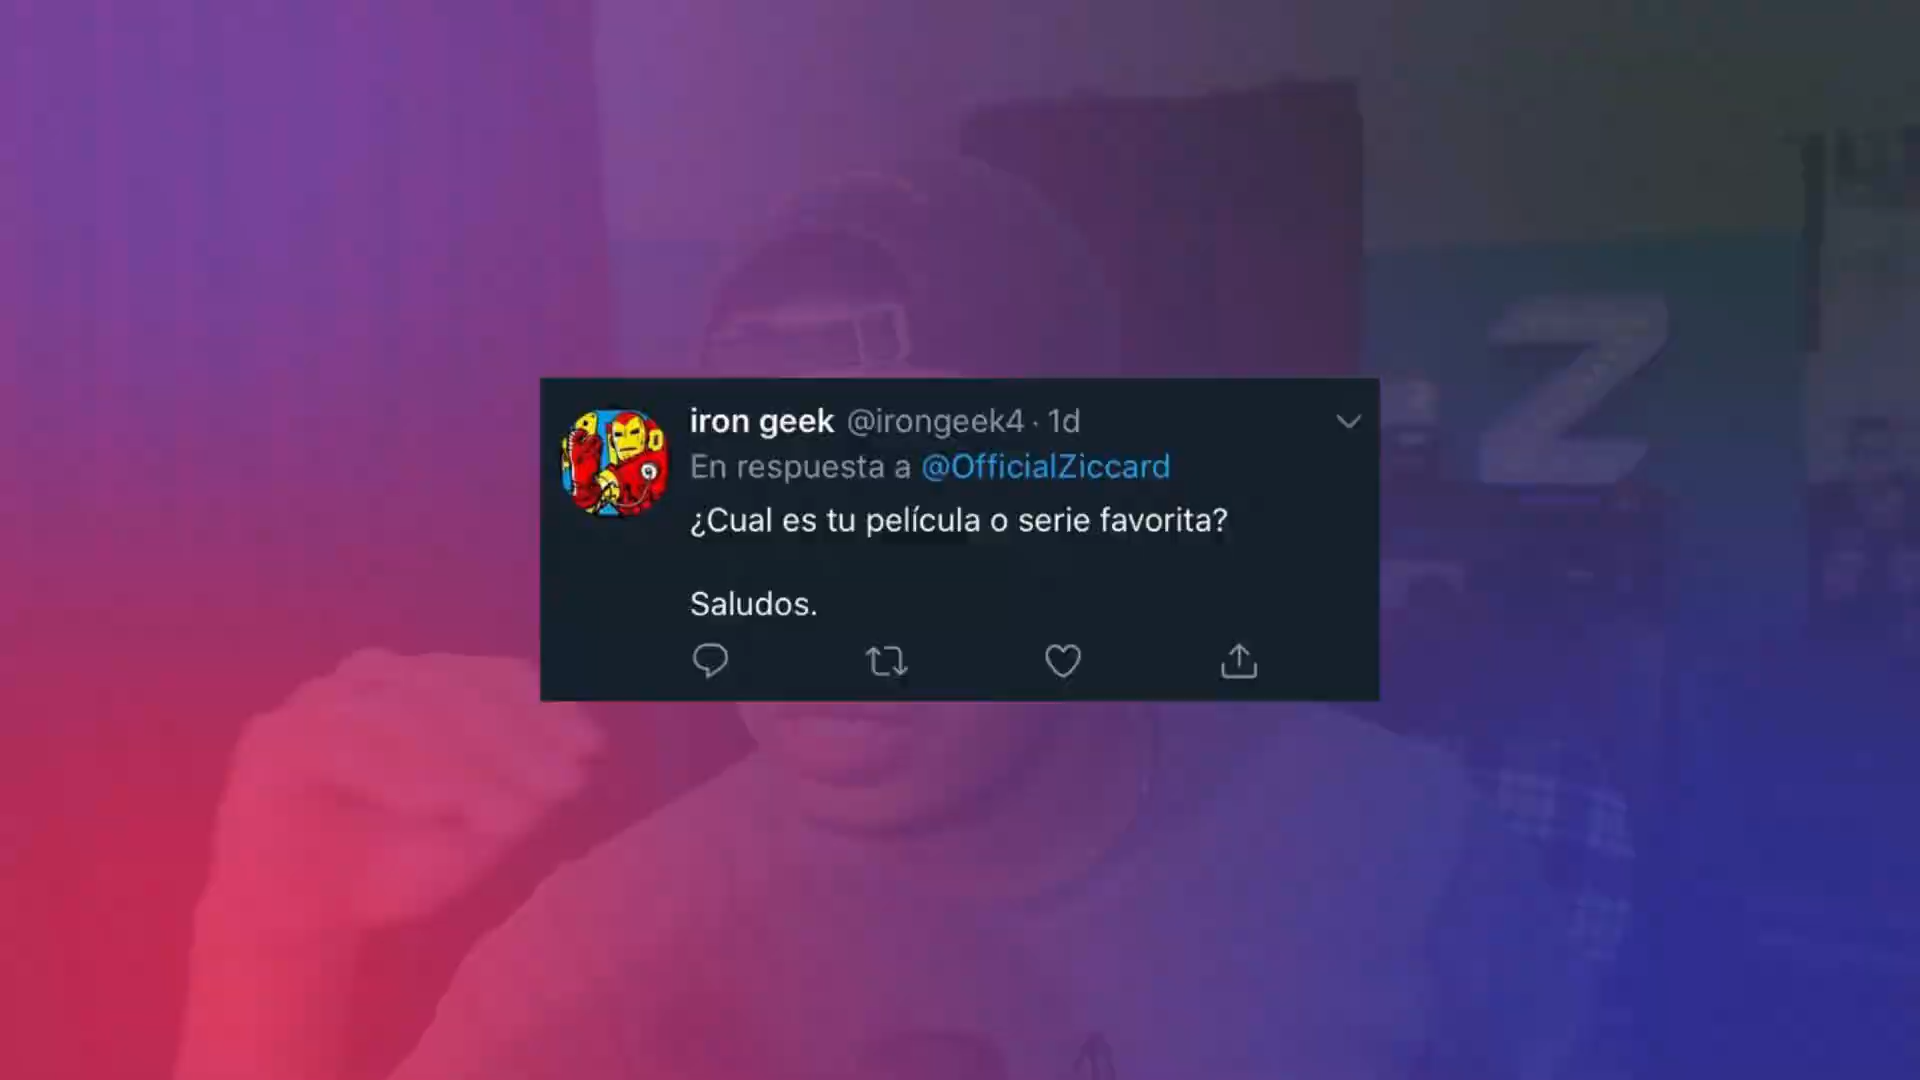 iron geek @irongeek4 · 1d
En respuesta a @OfficialZiccard
¿Cual es tu película o serie favorita?
Saludos.
Z